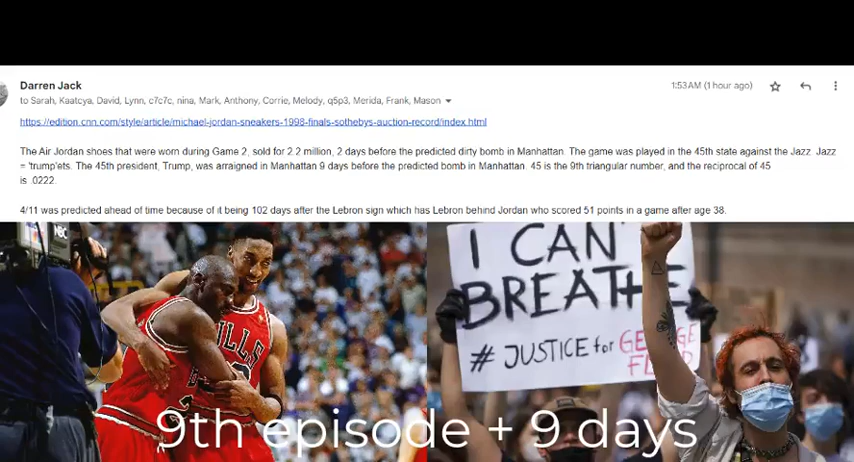 Darren Jack
1:53AM (1 hour ago)
to Sarah, Kaatcya, David, Lynn, c7c7c, nina, Mark, Anthony, Corrie, Melody, q5p3, Merida, Frank, Mason
https://edition.cnn.com/style/article/michael-jordan-sneakers-1998-finals-sothebys-auction-record/index.html
The Air Jordan shoes that were worn during Game 2, sold for 2.2 million, 2 days before the predicted dirty bomb in Manhattan. The game was played in the 45th state against the Jazz. Jazz
= 'trump'ets. The 45th president, Trump, was arraigned in Manhattan 9 days before the predicted bomb in Manhattan. 45 is the 9th triangular number, and the reciprocal of 45
is .0222.
4/11 was predicted ahead of time because of it being 102 days after the Lebron sign which has Lebron behind Jordan who scored 51 points in a game after age 38.
NBC
BULLS
I CAN'
BREATHE
# JUSTICE for GEORGE
FL
9th episode + 9 days